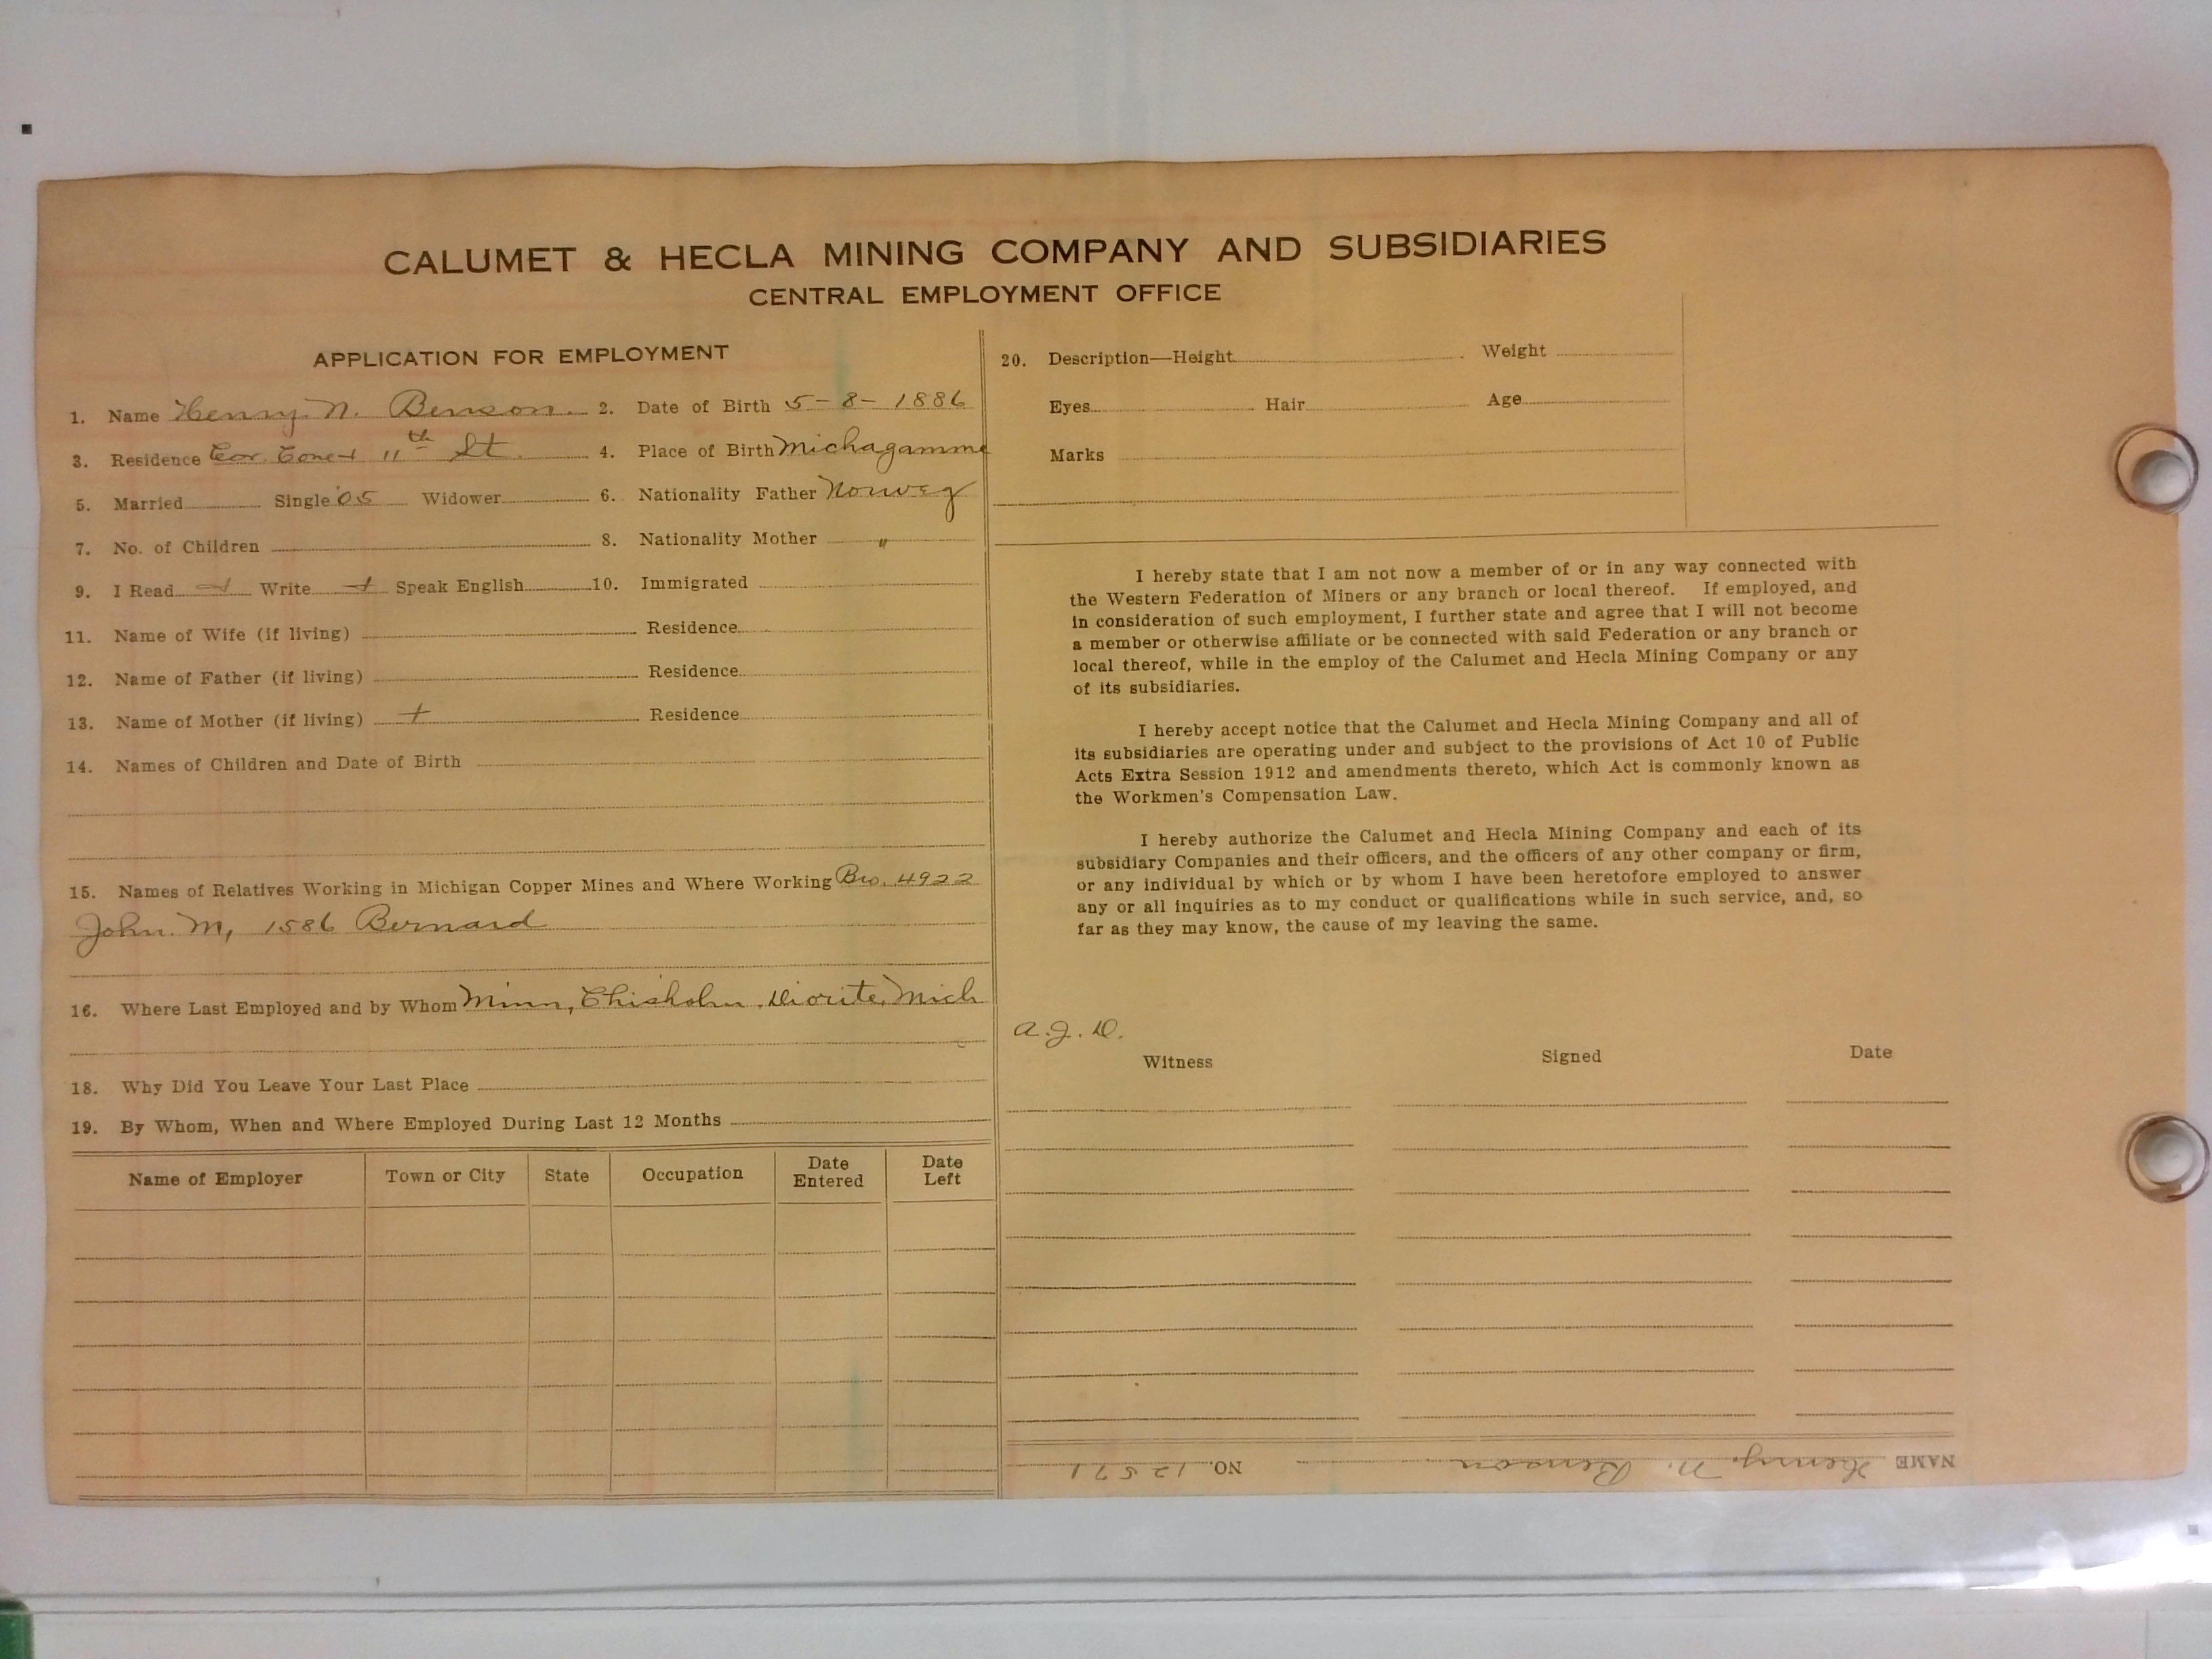 CALUMET & HECLA MINING COMPANY AND SUBSIDIARIES
CENTRAL EMPLOYMENT OFFICE
APPLICATION FOR EMPLOYMENT
1. Name Henry N. Benson. 2. Date of Birth 5-8-1886
3. Residence Cor. Cone & 11th St. 4. Place of Birth Michagamme
5. Married Single '05 Widower 6. Nationality Father Norweg
7. No. of Children 8. Nationality Mother "
9. I Read Write + Speak English 10. Immigrated
11. Name of Wife (if living) Residence
12. Name of Father (if living) Residence
13. Name of Mother (if living) + Residence
14. Names of Children and Date of Birth
15. Names of Relatives Working in Michigan Copper Mines and Where Working Bro. 4922
John. M, 1586 Bernard
16. Where Last Employed and by Whom Minn, Chisholm. Diorite, Mich
18. Why Did You Leave Your Last Place
19. By Whom, When and Where Employed During Last 12 Months
Name of Employer Town or City State Occupation Date Entered Date Left
20. Description—Height Weight
Eyes Hair Age
Marks
I hereby state that I am not now a member of or in any way connected with
the Western Federation of Miners or any branch or local thereof. If employed, and
in consideration of such employment, I further state and agree that I will not become
a member or otherwise affiliate or be connected with said Federation or any branch or
local thereof, while in the employ of the Calumet and Hecla Mining Company or any
of its subsidiaries.
I hereby accept notice that the Calumet and Hecla Mining Company and all of
its subsidiaries are operating under and subject to the provisions of Act 10 of Public
Acts Extra Session 1912 and amendments thereto, which Act is commonly known as
the Workmen's Compensation Law.
I hereby authorize the Calumet and Hecla Mining Company and each of its
subsidiary Companies and their officers, and the officers of any other company or firm,
or any individual by which or by whom I have been heretofore employed to answer
any or all inquiries as to my conduct or qualifications while in such service, and, so
far as they may know, the cause of my leaving the same.
A. J. D.
Witness Signed Date
NAME Henry. N. Benson. NO. 12571